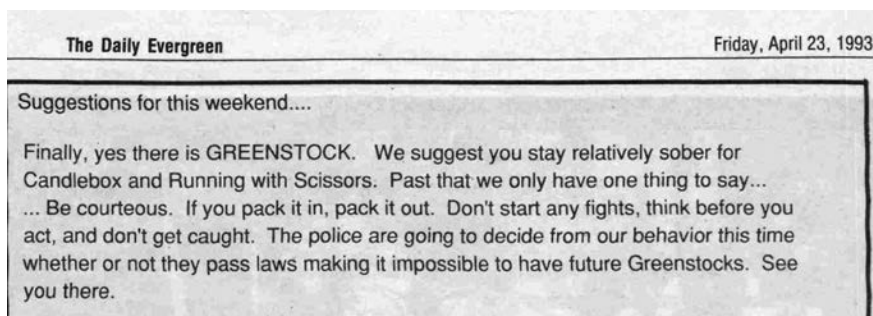 The Daily Evergreen
Friday, April 23, 1993
Suggestions for this weekend....
Finally, yes there is GREENSTOCK. We suggest you stay relatively sober for
Candlebox and Running with Scissors. Past that we only have one thing to say...
... Be courteous. If you pack it in, pack it out. Don't start any fights, think before you
act, and don't get caught. The police are going to decide from our behavior this time
whether or not they pass laws making it impossible to have future Greenstocks. See
you there.